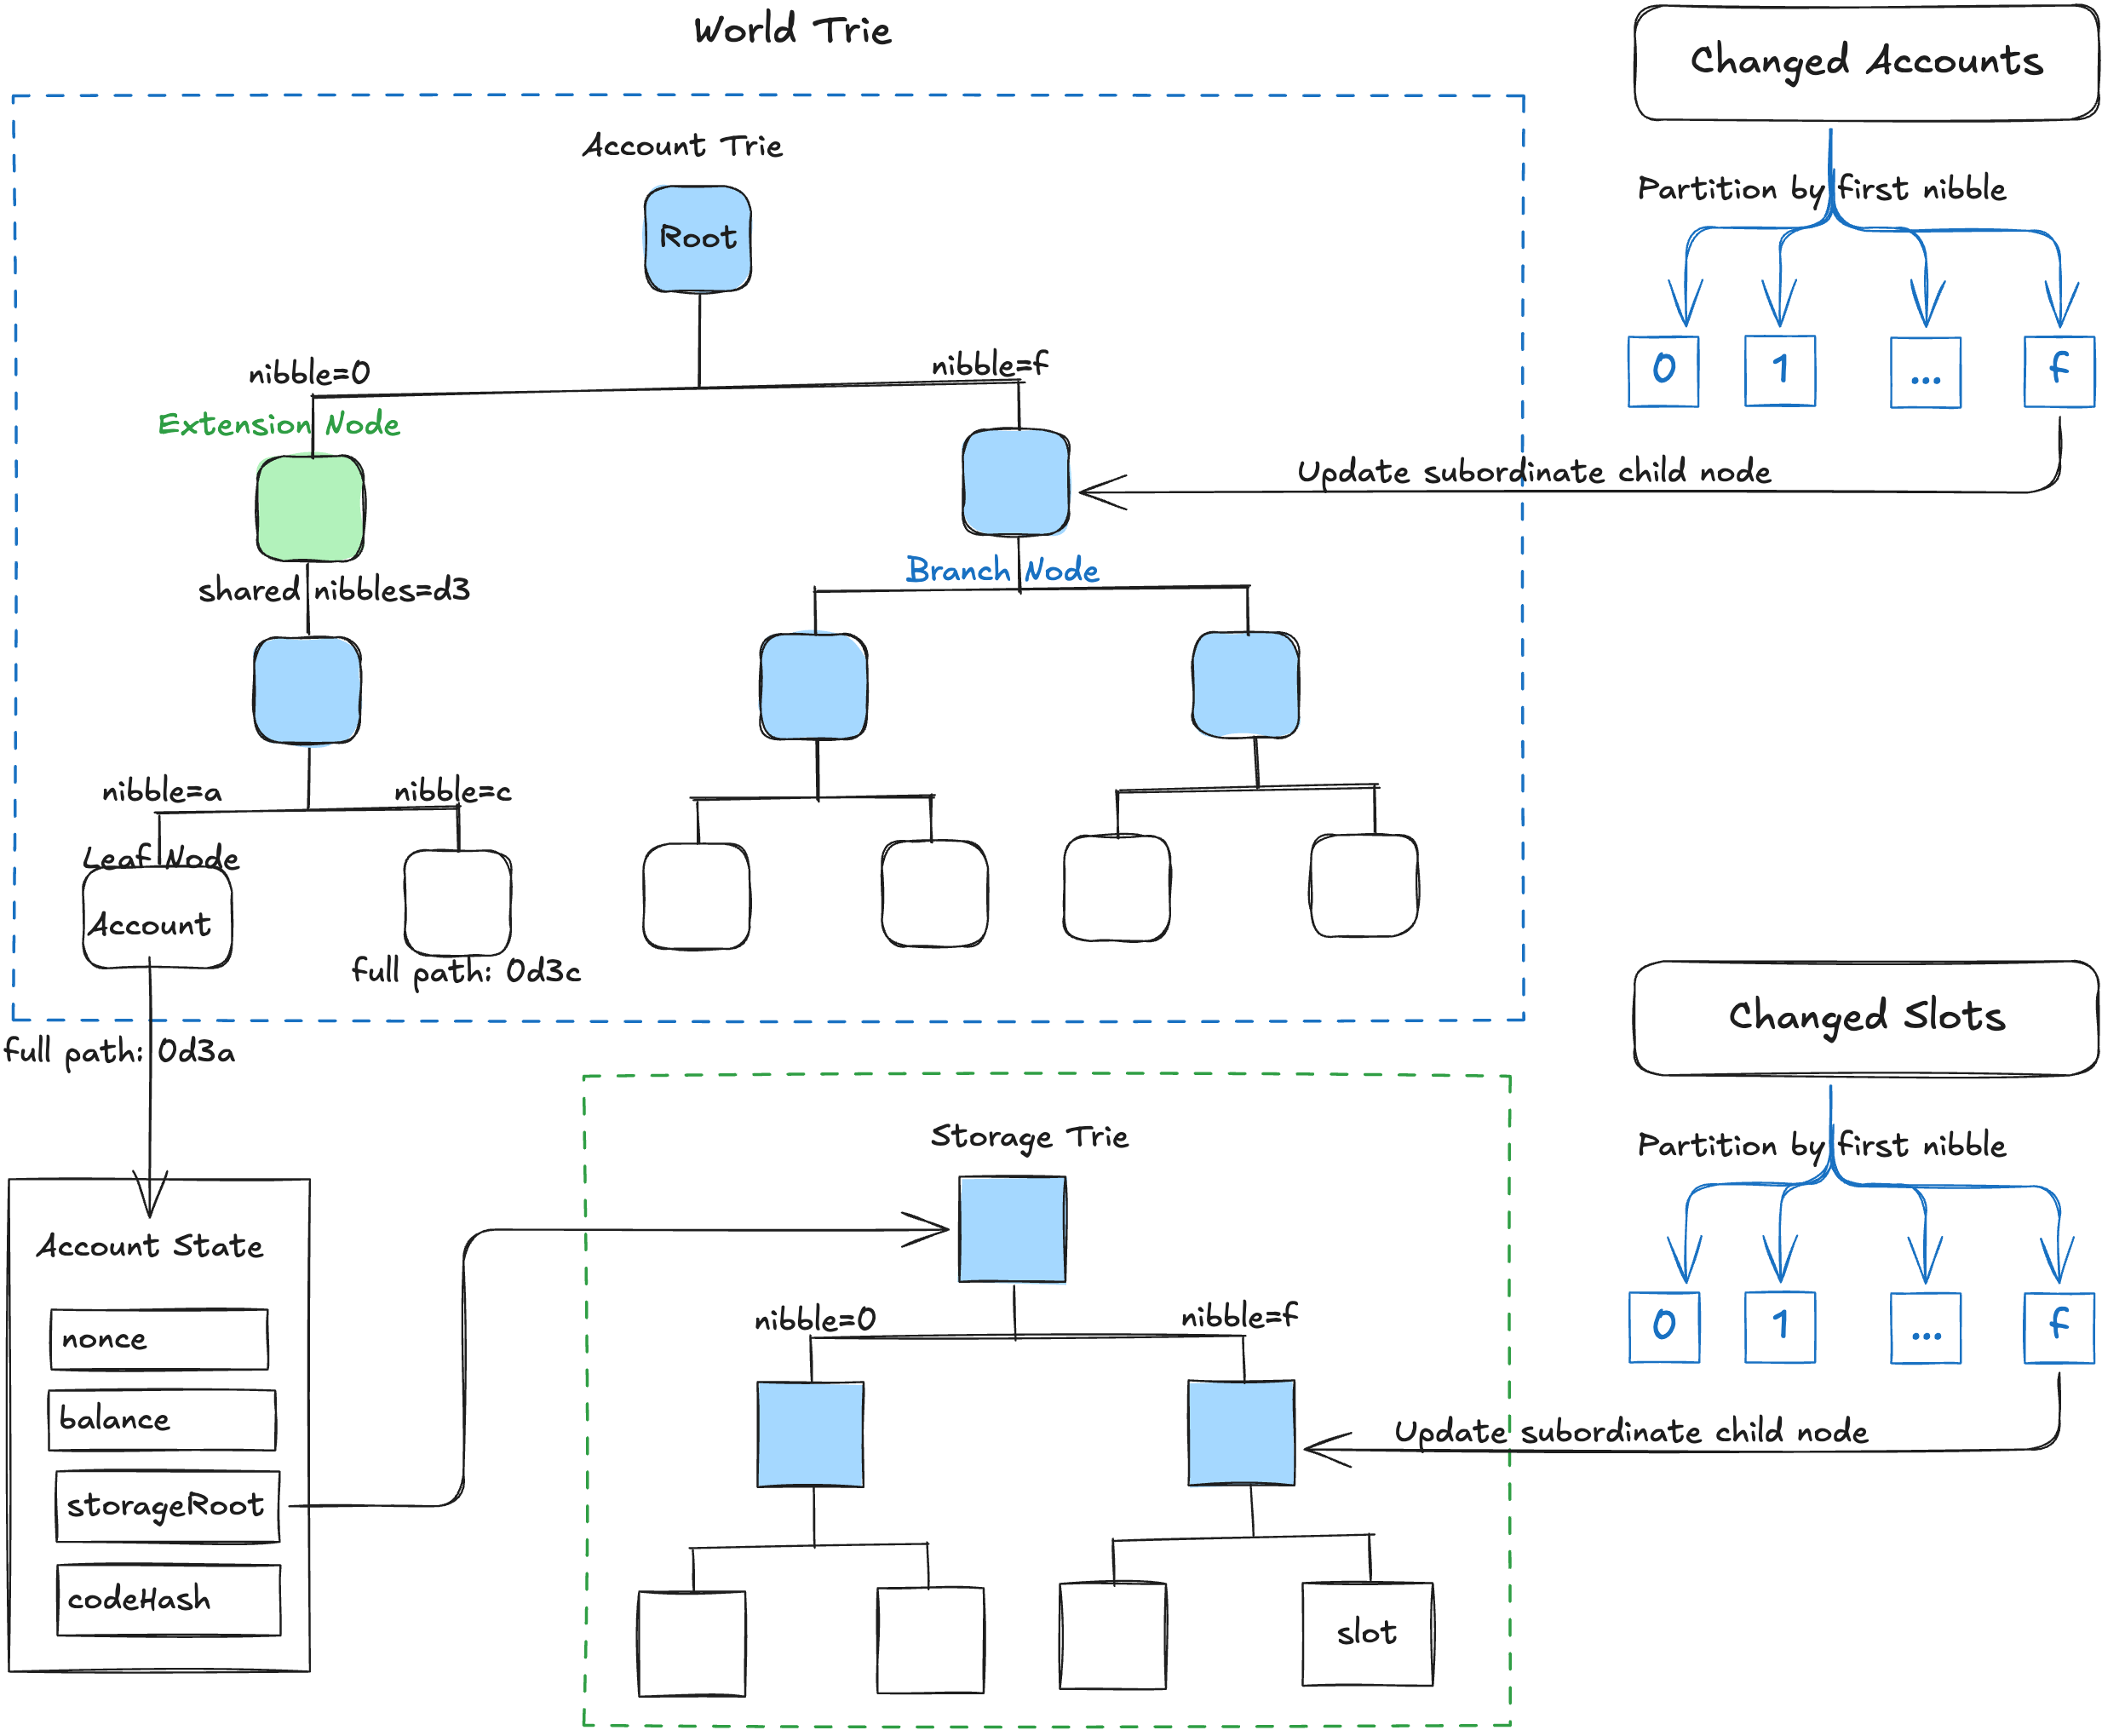 World Trie
Changed Accounts
Account Trie
Partition by first nibble
Root
nibble=0
nibble=f
0
1
...
f
Extension Node
Update subordinate child node
Branch Node
shared nibbles=d3
nibble=a
nibble=c
Leaf Node
Account
full path: 0d3c
Changed Slots
full path: 0d3a
Storage Trie
Partition by first nibble
Account State
nibble=0
nibble=f
0
1
...
f
nonce
balance
Update subordinate child node
storageRoot
codeHash
slot